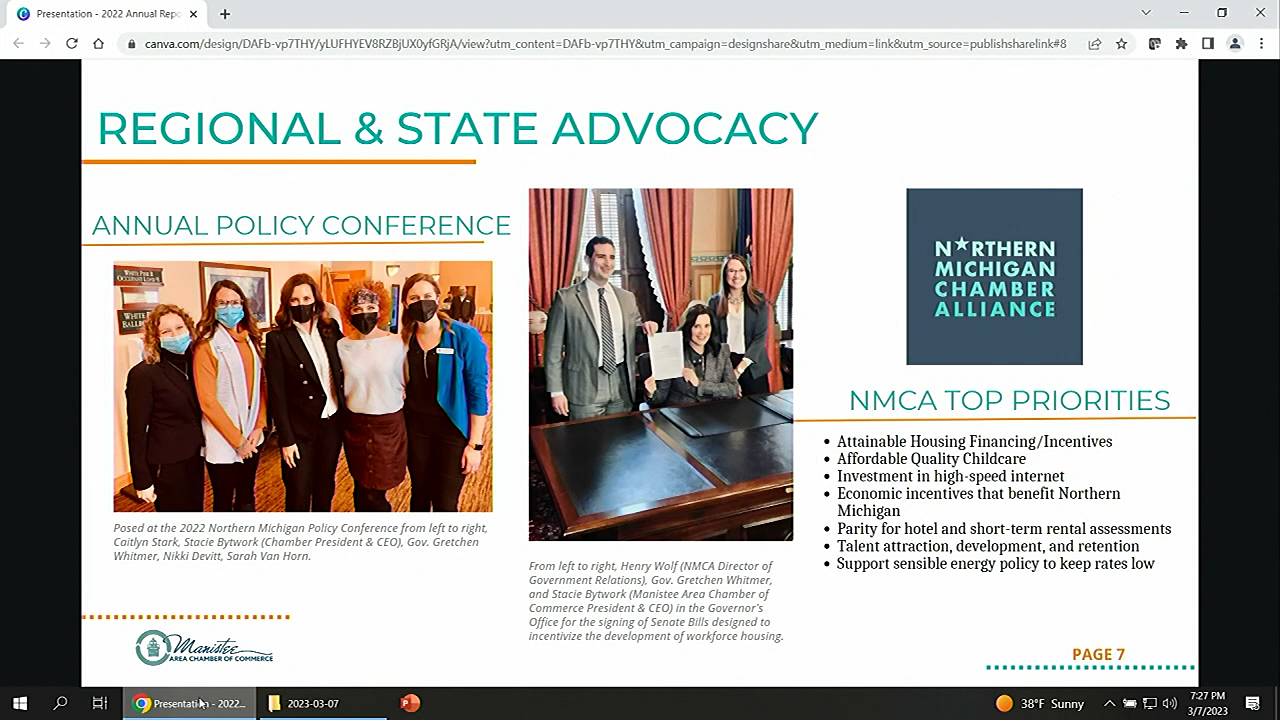 Presentation - 2022 Annual Repo
canva.com/design/DAFb-vp7THY/yLUFHYEV8RZBjUX0yfGRjA/view?utm_content=DAFb-vp7THY&utm_campaign=designshare&utm_medium=link&utm_source=publishsharelink#8
REGIONAL & STATE ADVOCACY
ANNUAL POLICY CONFERENCE
WHITE PINE &
Posed at the 2022 Northern Michigan Policy Conference from left to right,
Caitlyn Stark, Stacie Bytwork (Chamber President & CEO), Gov. Gretchen
Whitmer, Nikki Devitt, Sarah Van Horn.
From left to right, Henry Wolf (NMCA Director of
Government Relations), Gov. Gretchen Whitmer,
and Stacie Bytwork (Manistee Area Chamber of
Commerce President & CEO) in the Governor's
Office for the signing of Senate Bills designed to
incentivize the development of workforce housing.
N★RTHERN
MICHIGAN
CHAMBER
ALLIANCE
NMCA TOP PRIORITIES
• Attainable Housing Financing/Incentives
• Affordable Quality Childcare
• Investment in high-speed internet
• Economic incentives that benefit Northern
Michigan
• Parity for hotel and short-term rental assessments
• Talent attraction, development, and retention
• Support sensible energy policy to keep rates low
Manistee
AREA CHAMBER OF COMMERCE
PAGE 7
Presentation - 2022...
2023-03-07
38°F Sunny
7:27 PM
3/7/2023